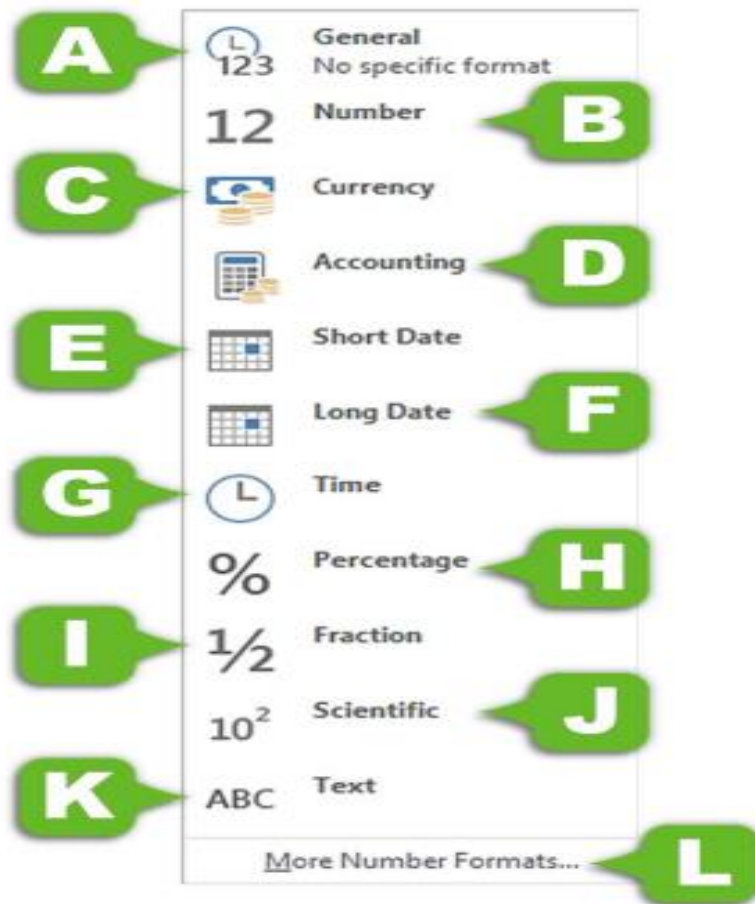 A
General
123
No specific format
12
Number
B
C
Currency
Accounting
D
E
Short Date
Long Date
F
G
Time
%
Percentage
H
I
½
Fraction
10²
Scientific
J
K
ABC
Text
More Number Formats...
L